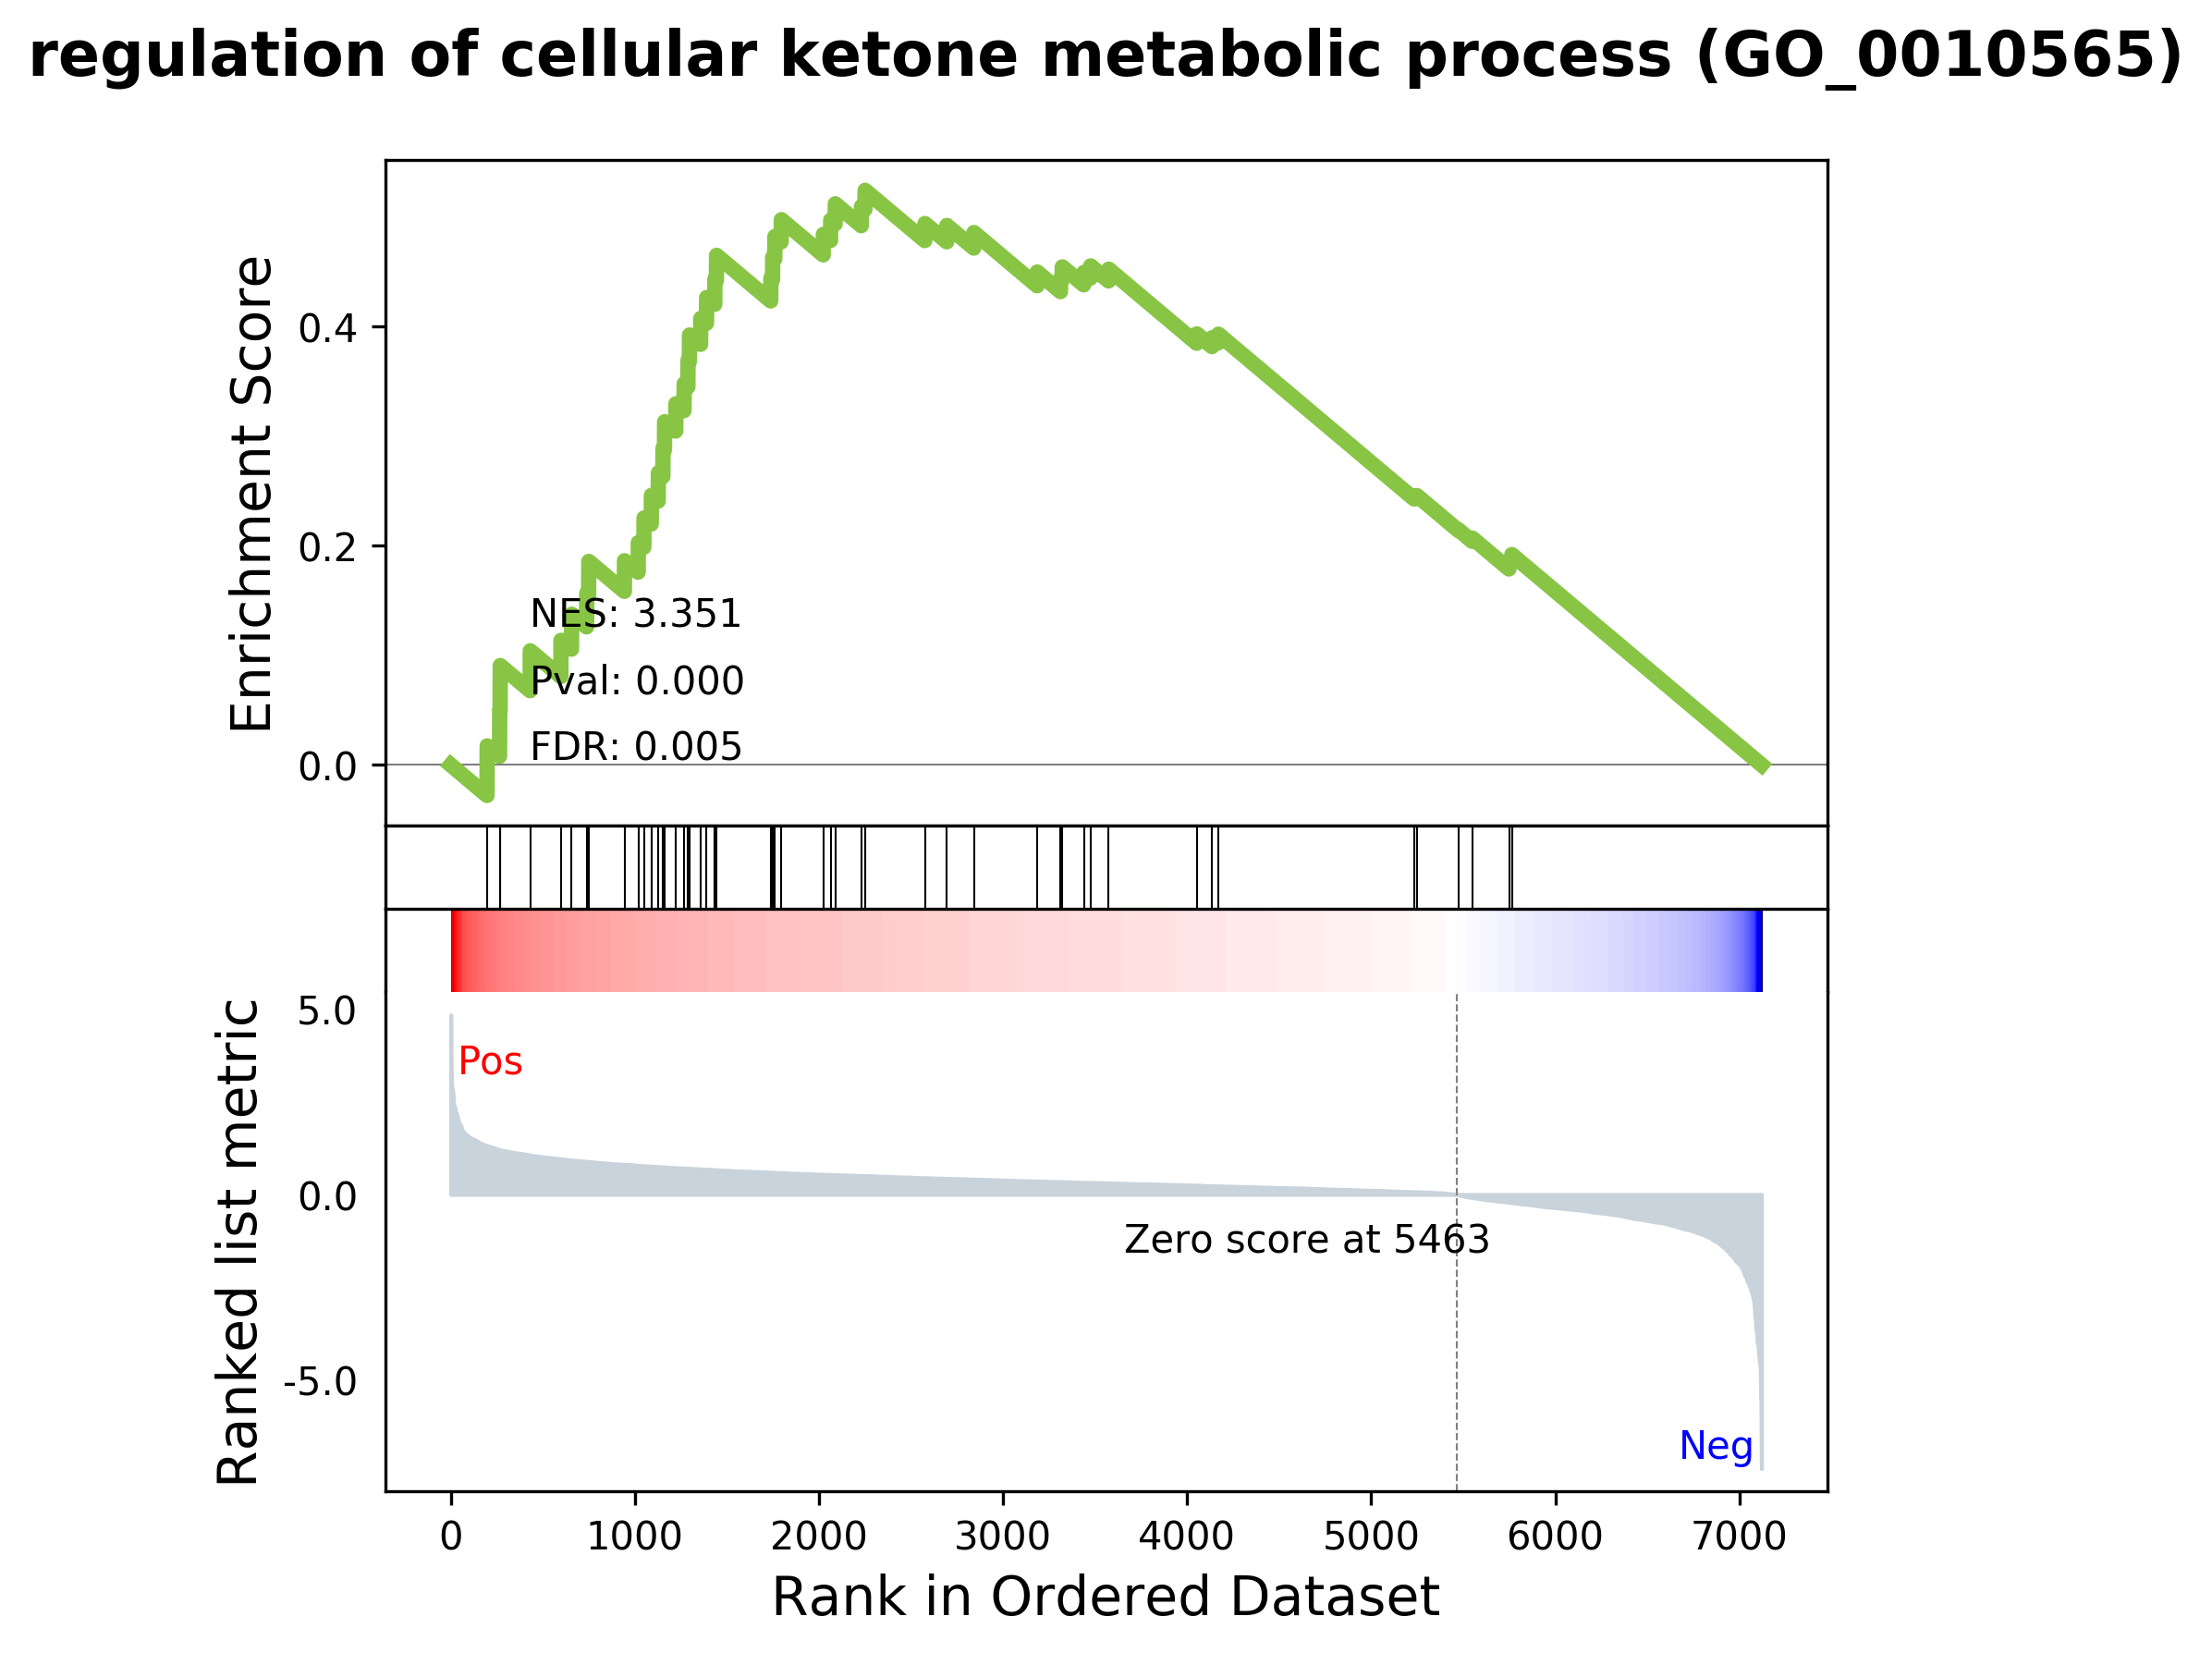 regulation of cellular ketone metabolic process (GO_0010565)
Enrichment Score
0.4
0.2
0.0
NES: 3.351
Pval: 0.000
FDR: 0.005
Ranked list metric
5.0
0.0
-5.0
Pos
Zero score at 5463
Neg
0 1000 2000 3000 4000 5000 6000 7000
Rank in Ordered Dataset